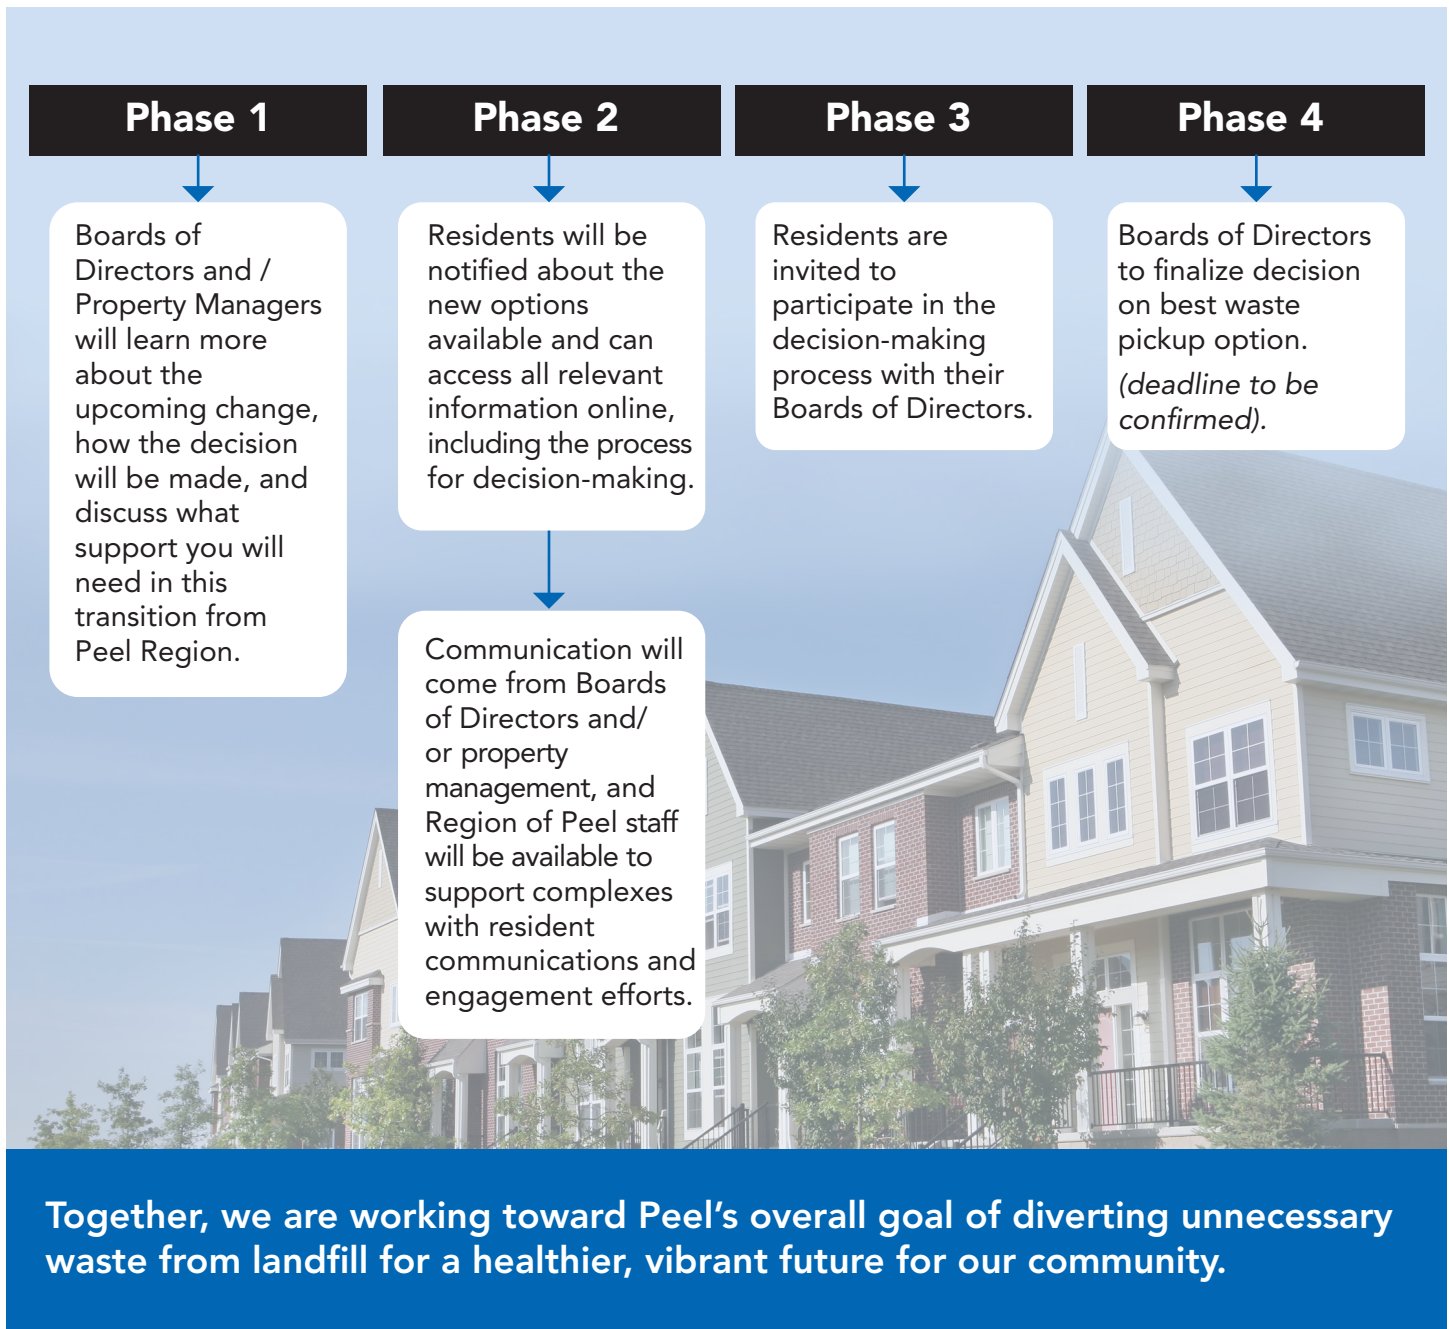 Phase 1
Boards of
Directors and /
Property Managers
will learn more
about the
upcoming change,
how the decision
will be made, and
discuss what
support you will
need in this
transition from
Peel Region.
Phase 2
Residents will be
notified about the
new options
available and can
access all relevant
information online,
including the process
for decision-making.
Communication will
come from Boards
of Directors and/
or property
management, and
Region of Peel staff
will be available to
support complexes
with resident
communications and
engagement efforts.
Phase 3
Residents are
invited to
participate in the
decision-making
process with their
Boards of Directors.
Phase 4
Boards of Directors
to finalize decision
on best waste
pickup option.
(deadline to be
confirmed).
Together, we are working toward Peel’s overall goal of diverting unnecessary
waste from landfill for a healthier, vibrant future for our community.